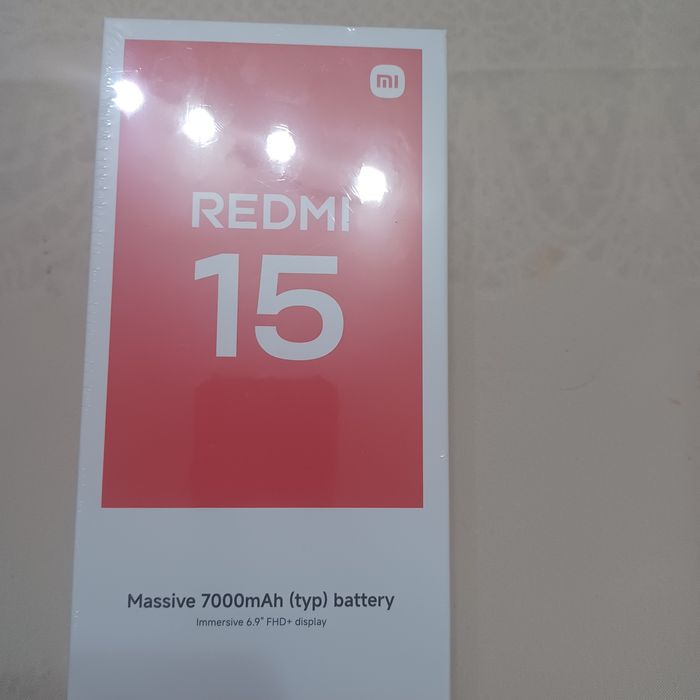 mi
REDMI
15
Massive 7000mAh (typ) battery
Immersive 6.9" FHD+ display